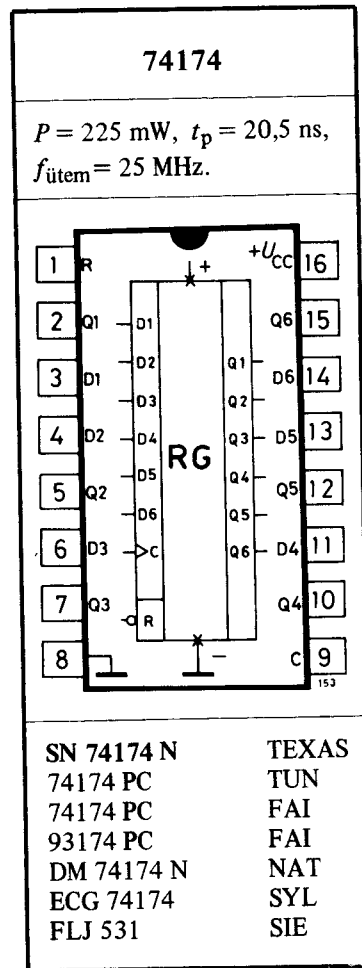 74174
P = 225 mW, tp = 20,5 ns,
fütem = 25 MHz.
+ +UCC
1 R 16
2 Q1 D1 Q6 15
3 D1 D2 Q1 D6 14
D3 Q2
4 D2 D4 Q3 D5 13
RG
5 Q2 D5 Q4 Q5 12
D6 Q5
6 D3 C Q6 D4 11
7 Q3 R Q4 10
8 − C 9
153
SN 74174 N TEXAS
74174 PC TUN
74174 PC FAI
93174 PC FAI
DM 74174 N NAT
ECG 74174 SYL
FLJ 531 SIE